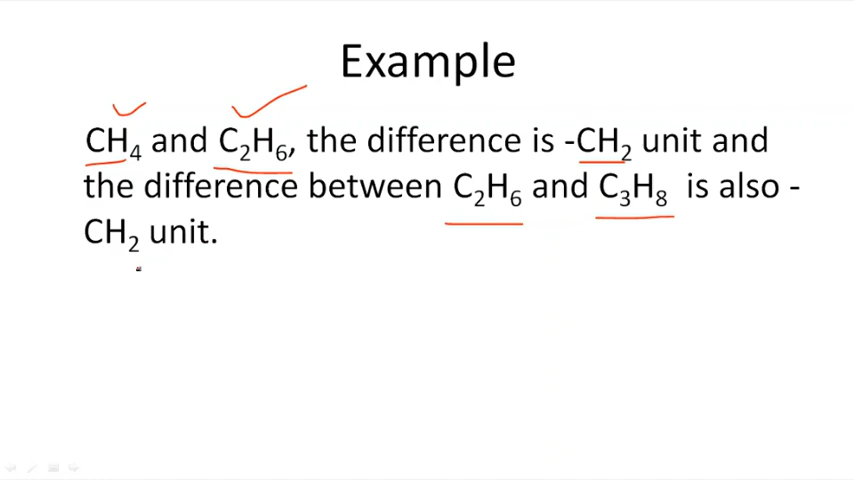 Example
CH₄ and C₂H₆, the difference is -CH₂ unit and
the difference between C₂H₆ and C₃H₈ is also -
CH₂ unit.